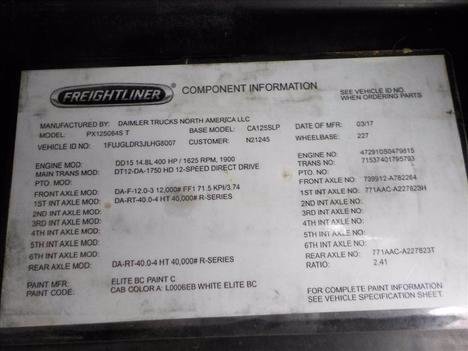 FREIGHTLINER COMPONENT INFORMATION
SEE VEHICLE ID NO.
WHEN ORDERING PARTS
MANUFACTURED BY: DAIMLER TRUCKS NORTH AMERICA LLC DATE OF MFR: 03/17
MODEL: PX125064S T BASE MODEL: CA125SLP WHEELBASE: 227
VEHICLE ID NO: 1FUJGLDR3JLHG8007 CUSTOMER: N21245
ENGINE MOD: DD15 14.8L 400 HP / 1625 RPM, 1900 ENGINE NO: 472910S0479815
MAIN TRANS MOD: DT12-DA-1750 HD 12-SPEED DIRECT DRIVE TRANS NO: 71537401795793
PTO. MOD: PTO NO:
FRONT AXLE MOD: DA-F-12.0-3 12,000# FF1 71.5 KPI/3.74 FRONT AXLE NO: 739912-A782264
1ST INT AXLE MOD: DA-RT-40.0-4 HT 40,000# R-SERIES 1ST INT AXLE NO: 771AAC-A227823H
2ND INT AXLE MOD: 2ND INT AXLE NO:
3RD INT AXLE MOD: 3RD INT AXLE NO:
4TH INT AXLE MOD: 4TH INT AXLE NO:
5TH INT AXLE MOD: 5TH INT AXLE NO:
6TH INT AXLE MOD: 6TH INT AXLE NO:
REAR AXLE MOD: DA-RT-40.0-4 HT 40,000# R-SERIES REAR AXLE NO: 771AAC-A227823T
RATIO: 2.41
PAINT MFR: ELITE BC PAINT C
PAINT CODE: CAB COLOR A: L0006EB WHITE ELITE BC
FOR COMPLETE PAINT INFORMATION
SEE VEHICLE SPECIFICATION SHEET.